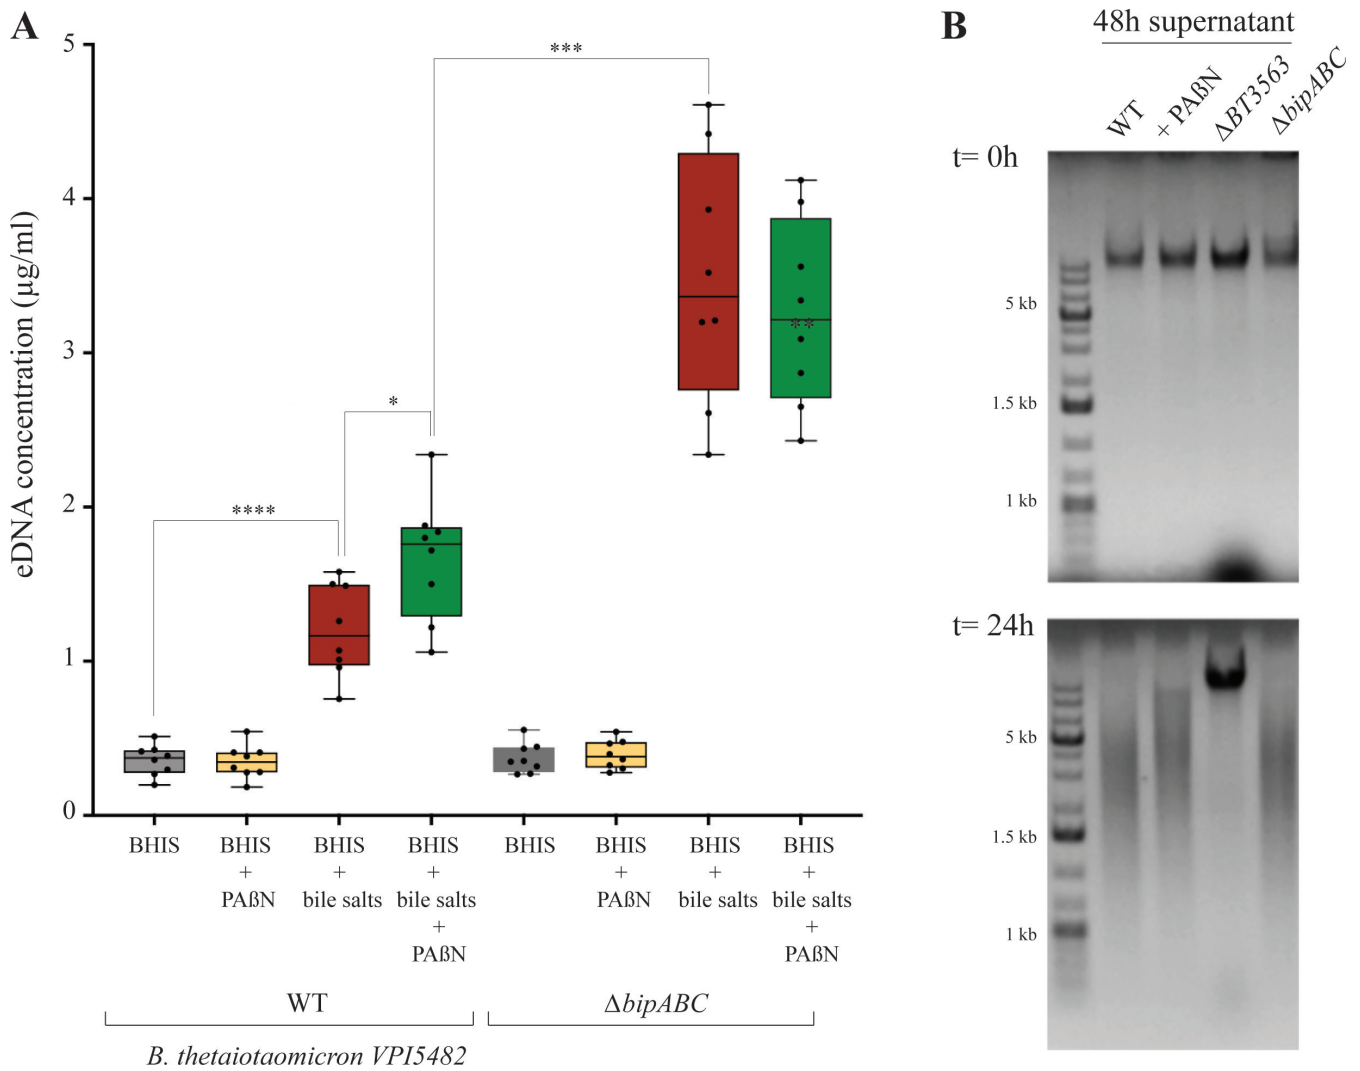 A
B
48h supernatant
WT
+ PAßN
ΔBT3563
ΔbipABC
t= 0h
5 kb
1.5 kb
1 kb
t= 24h
5 kb
1.5 kb
1 kb
eDNA concentration (µg/ml)
5
4
3
2
1
0
***
*
****
**
BHIS
BHIS
+
PAßN
BHIS
+
bile salts
BHIS
+
bile salts
+
PAßN
BHIS
BHIS
+
PAßN
BHIS
+
bile salts
BHIS
+
bile salts
+
PAßN
WT
ΔbipABC
B. thetaiotaomicron VPI5482